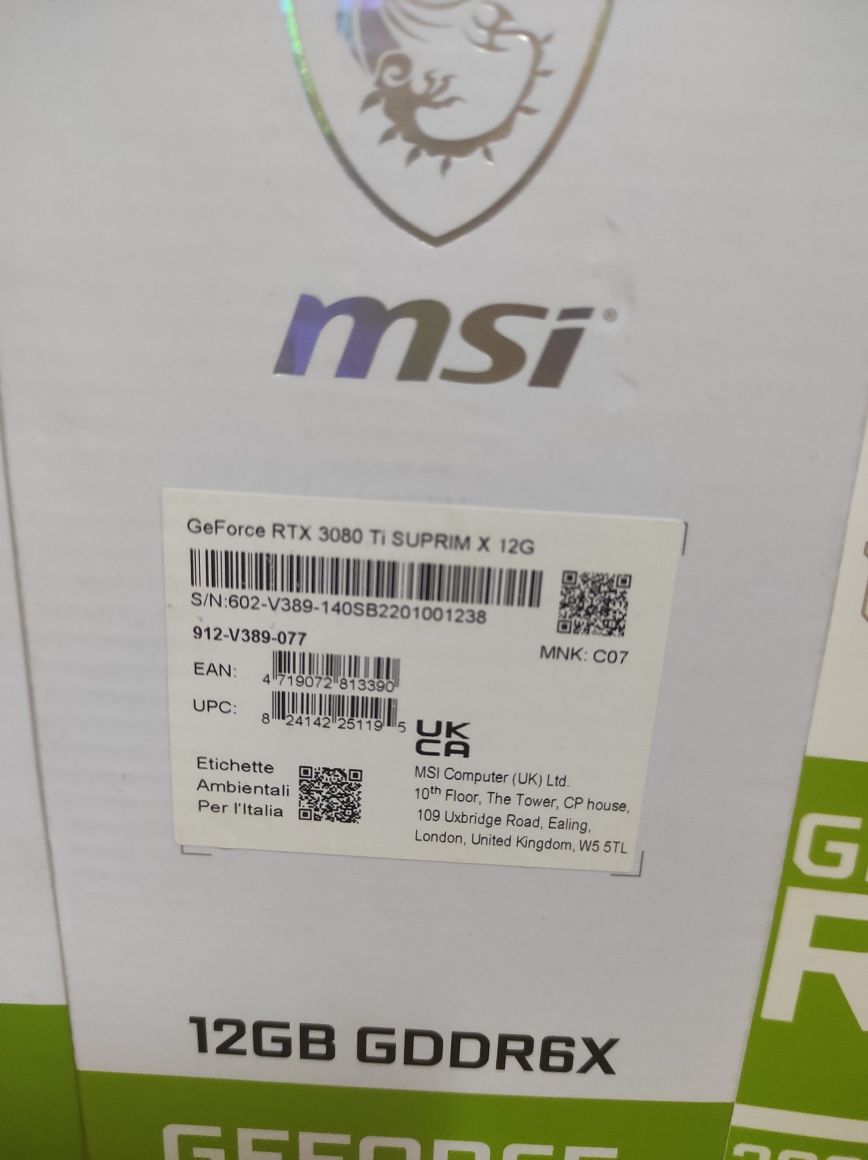 msi®
GeForce RTX 3080 Ti SUPRIM X 12G
S/N:602-V389-140SB2201001238
912-V389-077
MNK: C07
EAN:
4 719072 813390
UPC:
8 24142 25119 5
UK
CA
Etichette
Ambientali
Per l'Italia
MSI Computer (UK) Ltd.
10th Floor, The Tower, CP house,
109 Uxbridge Road, Ealing,
London, United Kingdom, W5 5TL
12GB GDDR6X
GEFORCE